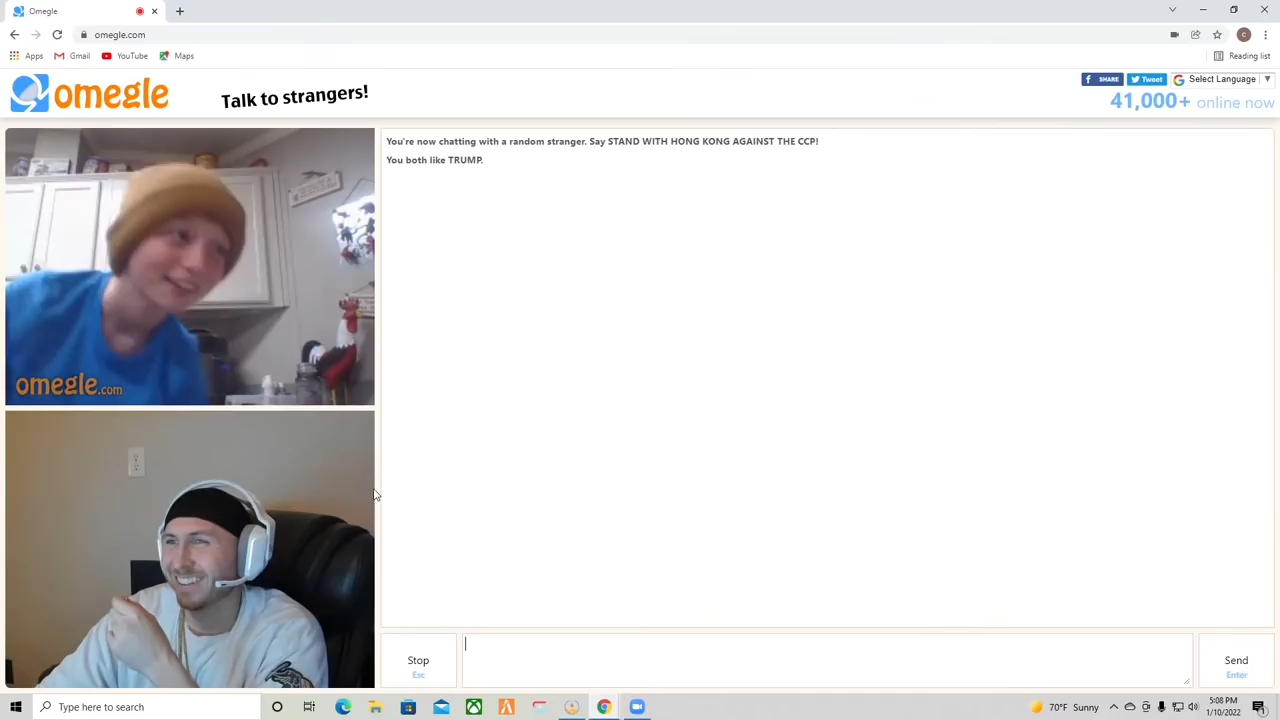 Omegle
omegle.com
Apps Gmail YouTube Maps Reading list
omegle Talk to strangers! SHARE Tweet Select Language
41,000+ online now
You're now chatting with a random stranger. Say STAND WITH HONG KONG AGAINST THE CCP!
You both like TRUMP.
omegle.com
Stop
Esc
Send
Enter
Type here to search
70°F Sunny
5:08 PM
1/10/2022